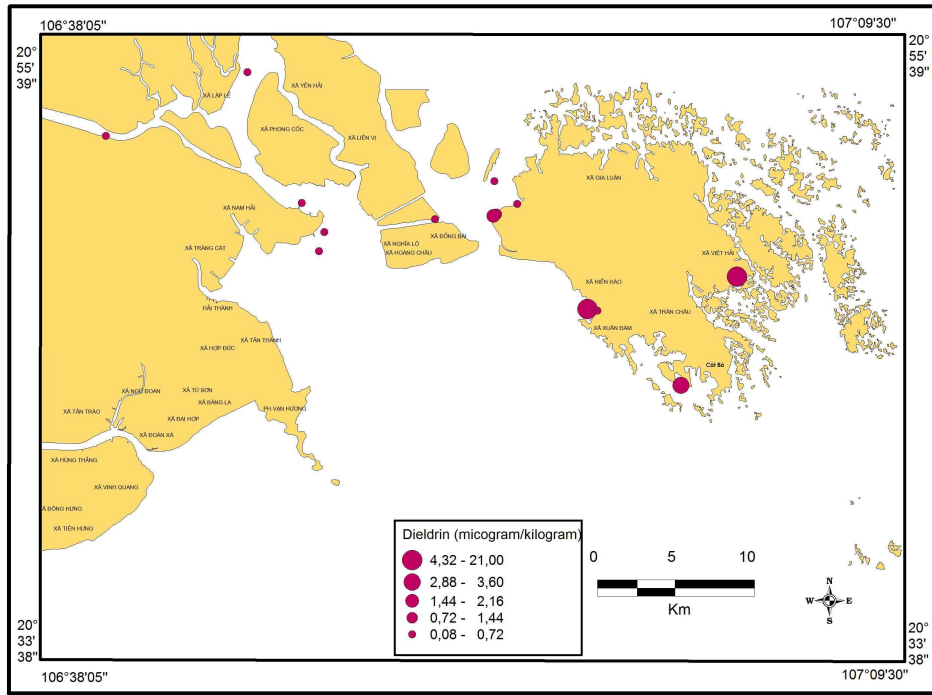 106°38'05"
107°09'30"
20°
55'
39"
20°
55'
39"
XÃ LẬP LỄ
XÃ YÊN HẢI
XÃ PHONG CỐC
XÃ LIÊN VỊ
XÃ GIA LUẬN
XÃ NAM HẢI
XÃ ĐỒNG BÀI
XÃ TRÀNG CÁT
XÃ NGHĨA LỘ
XÃ HOÀNG CHÂU
XÃ VIỆT HẢI
XÃ HIỀN HÀO
HẢI THÀNH
XÃ TRÂN CHÂU
XÃ XUÂN ĐÁM
XÃ TÂN THÀNH
XÃ HỢP ĐỨC
Cát Bà
XÃ NGŨ ĐOAN
XÃ TÚ SƠN
XÃ BÀNG LA
XÃ TÂN TRÀO
PH.VẠN HƯƠNG
XÃ ĐẠI HỢP
XÃ ĐOÀN XÁ
XÃ HÙNG THẮNG
XÃ VINH QUANG
Ã ĐÔNG HƯNG
XÃ TIÊN HƯNG
Dieldrin (micogram/kilogram)
4,32 - 21,00
2,88 - 3,60
1,44 - 2,16
0,72 - 1,44
0,08 - 0,72
0 5 10
Km
N
W E
S
20°
33'
38"
20°
33'
38"
106°38'05"
107°09'30"